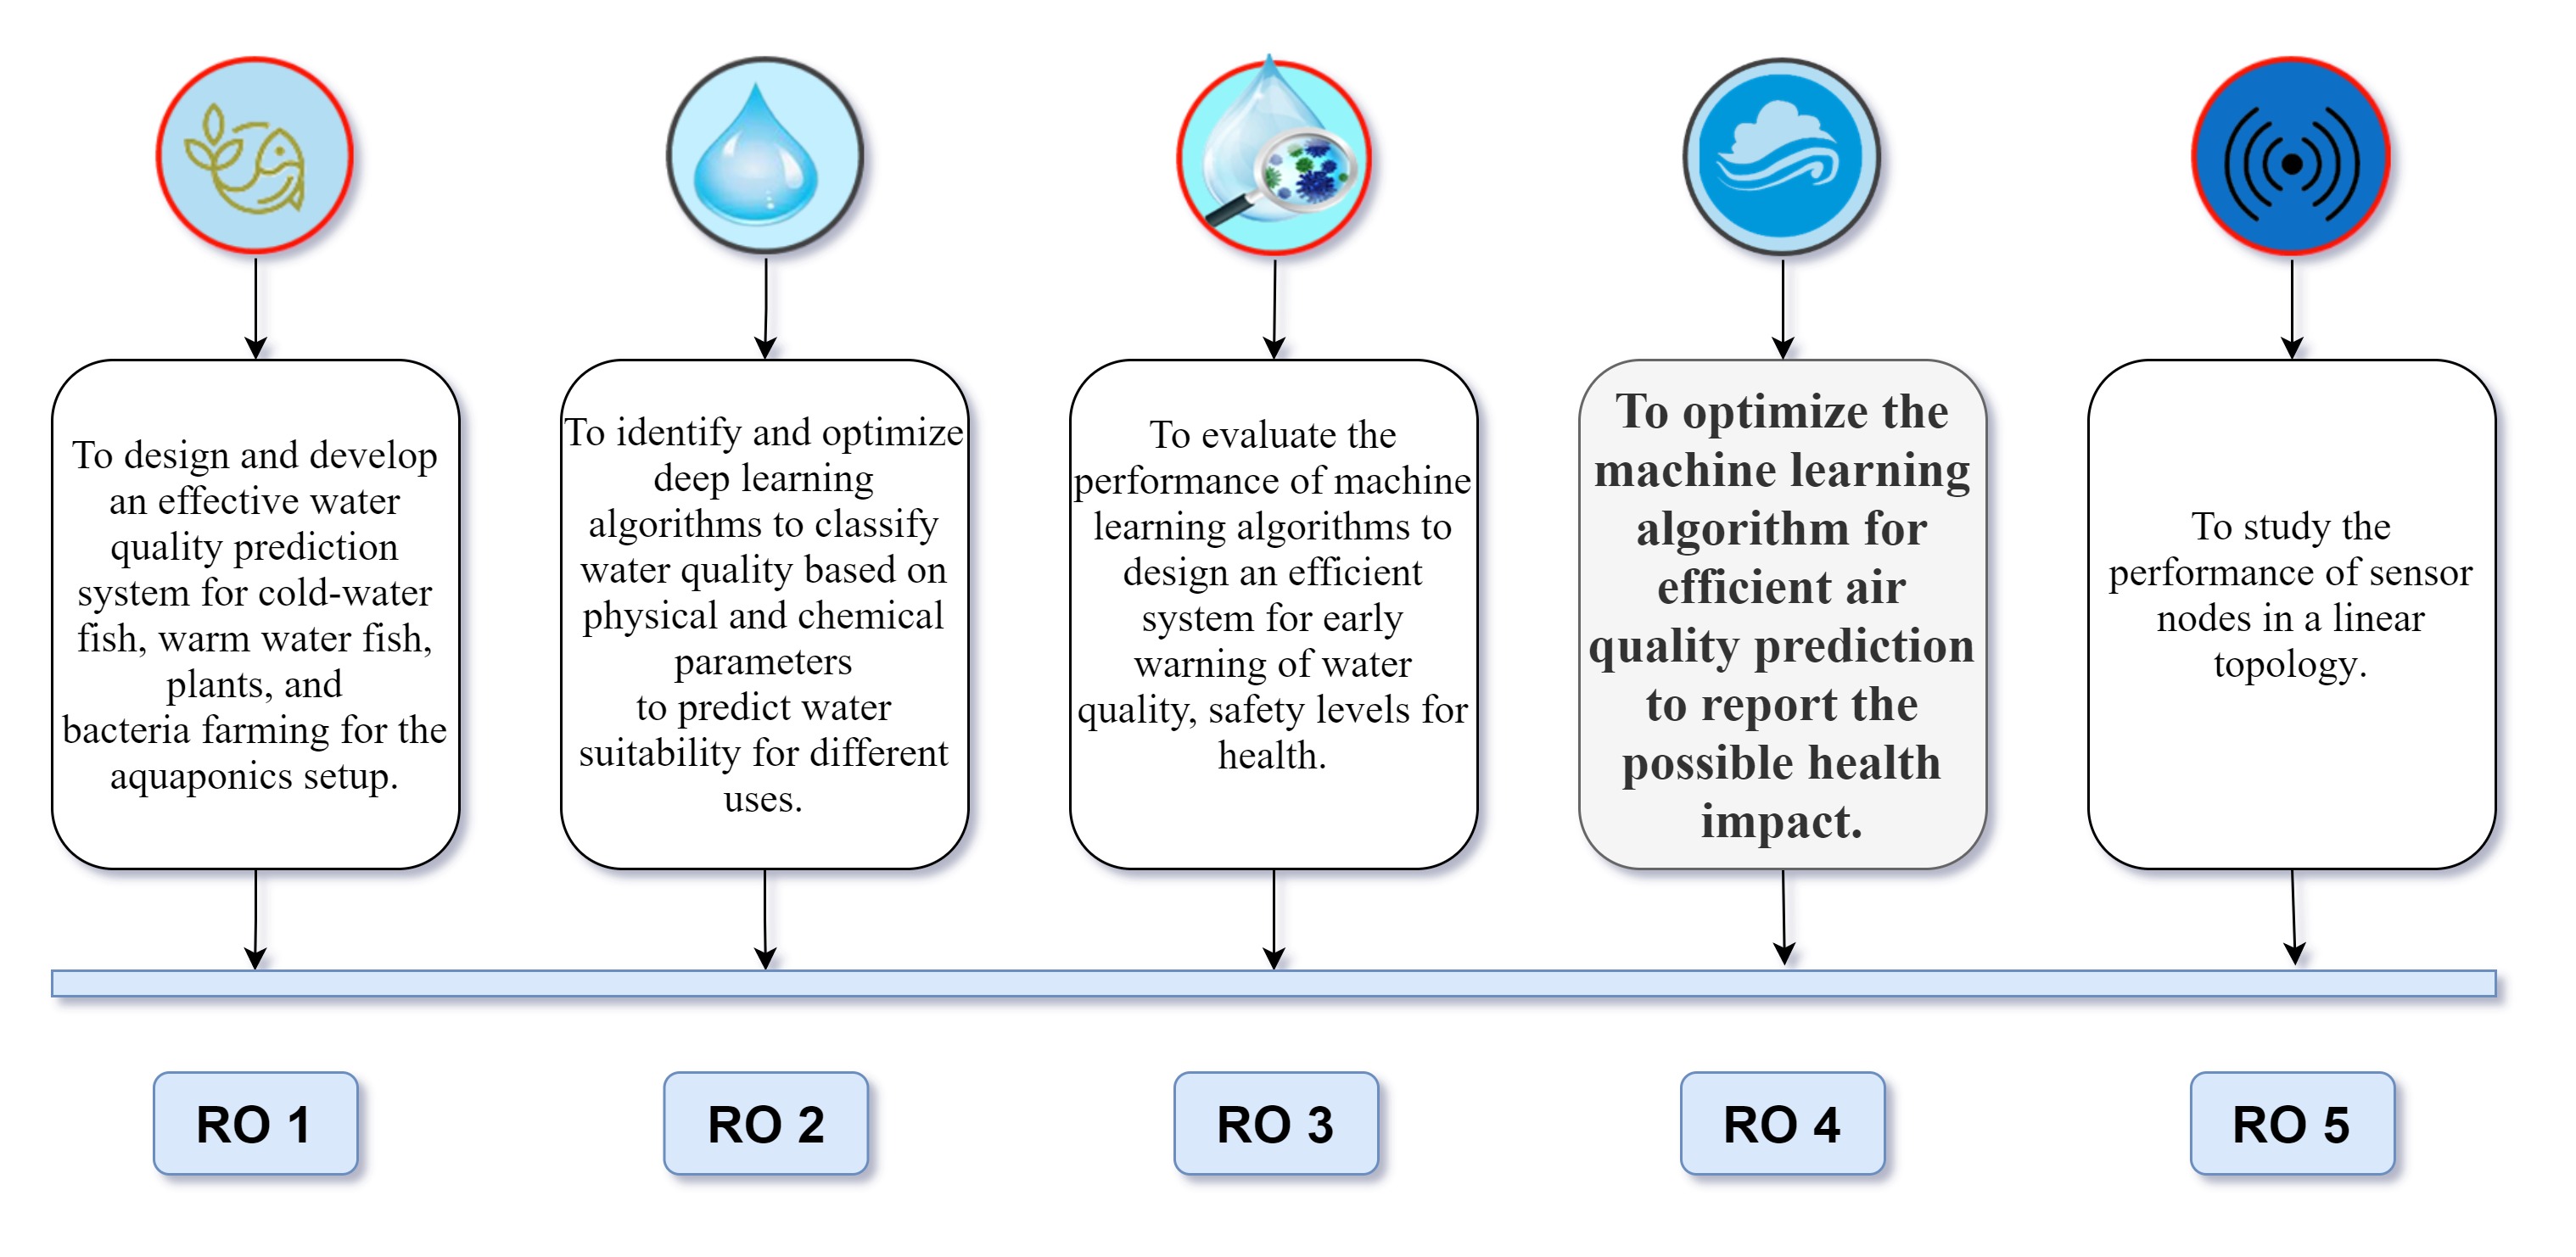 To design and develop
an effective water
quality prediction
system for cold-water
fish, warm water fish,
plants, and
bacteria farming for the
aquaponics setup.
To identify and optimize
deep learning
algorithms to classify
water quality based on
physical and chemical
parameters
to predict water
suitability for different
uses.
To evaluate the
performance of machine
learning algorithms to
design an efficient
system for early
warning of water
quality, safety levels for
health.
To optimize the
machine learning
algorithm for
efficient air
quality prediction
to report the
possible health
impact.
To study the
performance of sensor
nodes in a linear
topology.
RO 1
RO 2
RO 3
RO 4
RO 5